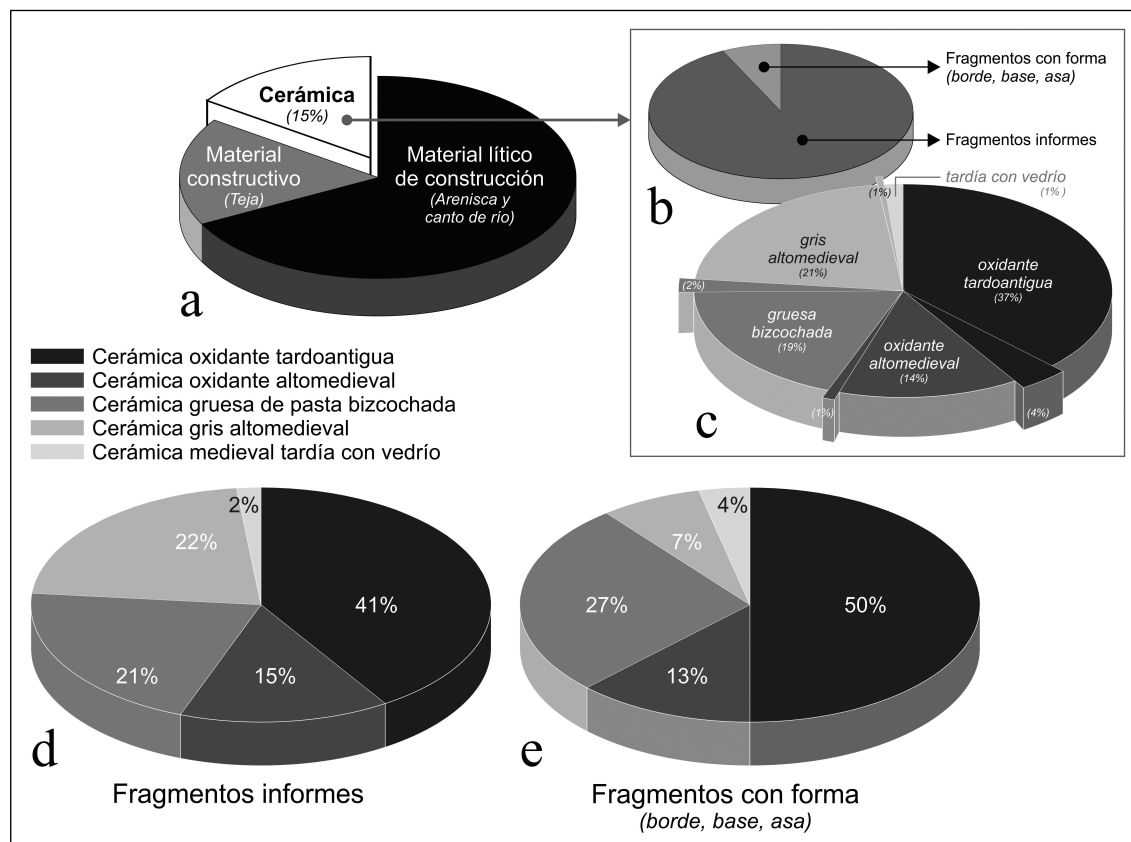 Cerámica
(15%)
Material
constructivo
(Teja)
Material lítico
de construcción
(Arenisca y
canto de río)
a
Fragmentos con forma
(borde, base, asa)
Fragmentos informes
b
tardía con vedrío
(1% )
(1%)
gris
altomedieval
(21%)
oxidante
tardoantigua
(37%)
(2%)
gruesa
bizcochada
(19%)
oxidante
altomedieval
(14%)
(1%)
(4%)
c
Cerámica oxidante tardoantigua
Cerámica oxidante altomedieval
Cerámica gruesa de pasta bizcochada
Cerámica gris altomedieval
Cerámica medieval tardía con vedrío
2%
22%
41%
21%
15%
d
Fragmentos informes
4%
7%
27%
50%
13%
e
Fragmentos con forma
(borde, base, asa)